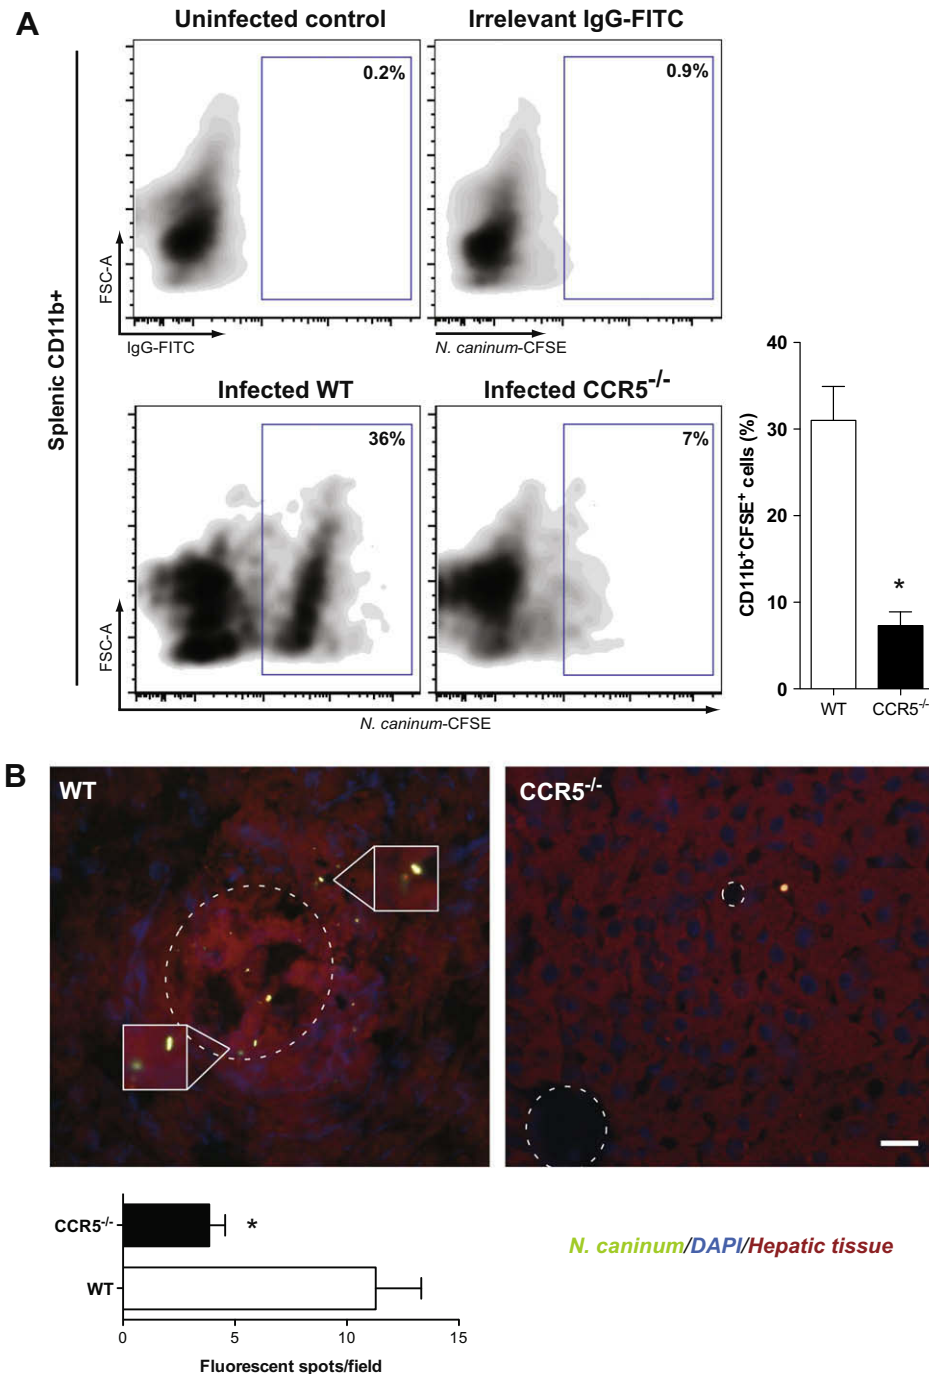 A
Uninfected control
Irrelevant IgG-FITC
0.2%
0.9%
Splenic CD11b+
FSC-A
IgG-FITC
N. caninum-CFSE
Infected WT
Infected CCR5-/-
36%
7%
FSC-A
N. caninum-CFSE
40
30
20
10
0
CD11b+CFSE+ cells (%)
*
WT
CCR5-/-
B
WT
CCR5-/-
CCR5-/-
*
WT
0
5
10
15
Fluorescent spots/field
N. caninum/DAPI/Hepatic tissue